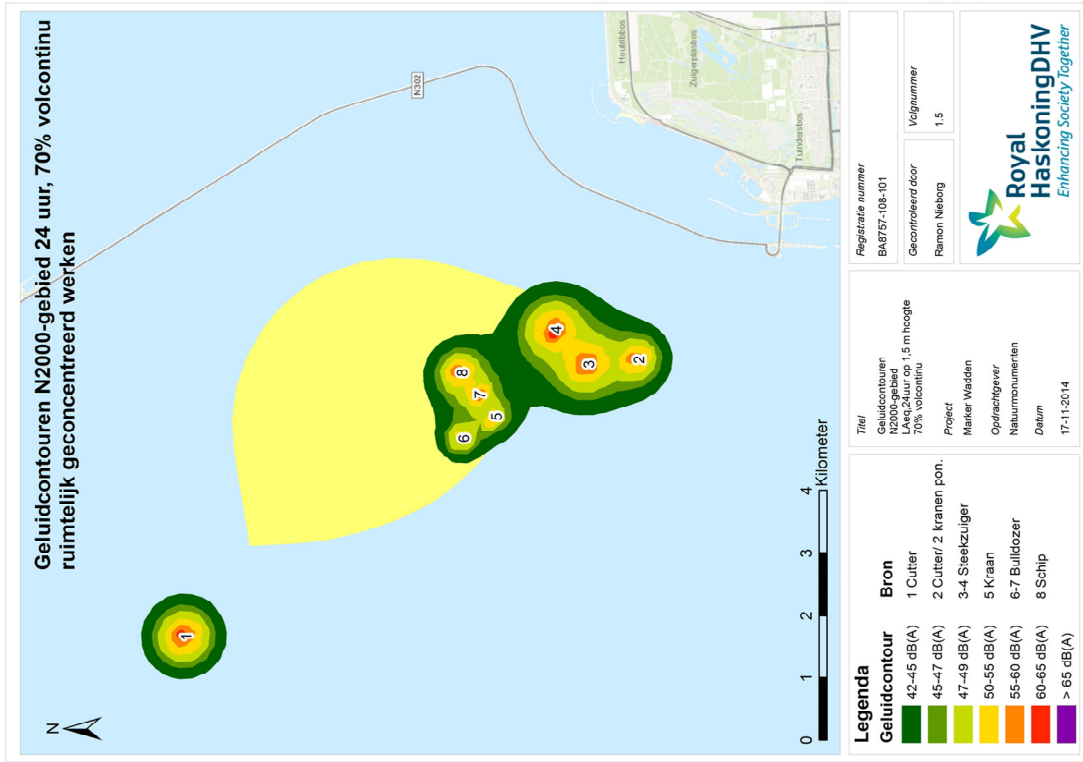 Geluidcontouren N2000-gebied 24 uur, 70% volcontinu
ruimtelijk geconcentreerd werken
N
N302
Houtribbos
Zuigerplasbos
Tuindersbos
1
8
7
6
5
4
3
2
0 1 2 3 4
Kilometer
Legenda
Geluidcontour
42-45 dB(A)
45-47 dB(A)
47-49 dB(A)
50-55 dB(A)
55-60 dB(A)
60-65 dB(A)
> 65 dB(A)
Bron
1 Cutter
2 Cutter/ 2 kranen pon.
3-4 Steekzuiger
5 Kraan
6-7 Bulldozer
8 Schip
Titel
Geluidcontouren
N2000-gebied
LAeq,24uur op 1,5 m hoogte
70% volcontinu
Project
Marker Wadden
Opdrachtgever
Natuurmonumenten
Datum
17-11-2014
Registratie nummer
BA8757-108-101
Gecontroleerd door
Ramon Nieborg
Volgnummer
1.5
Royal
HaskoningDHV
Enhancing Society Together